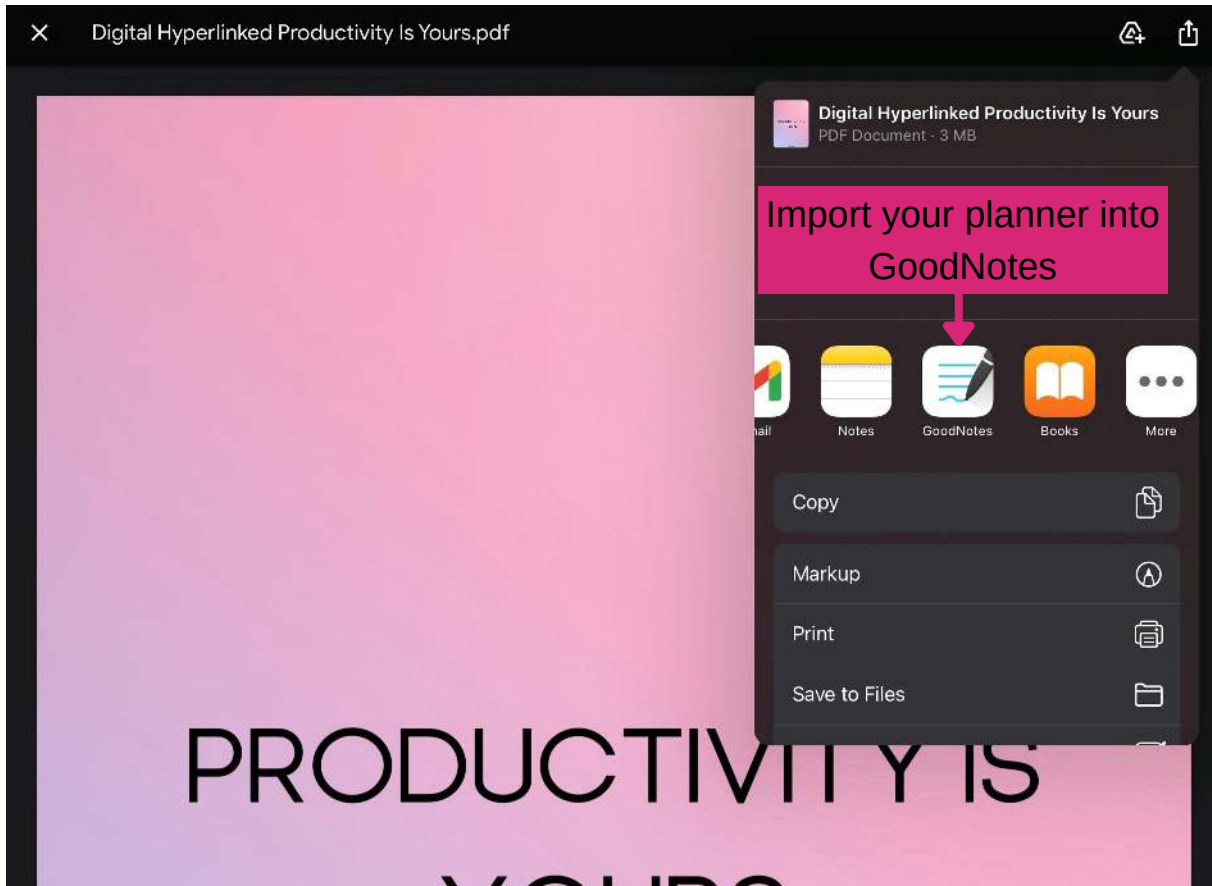 Digital Hyperlinked Productivity Is Yours.pdf
Digital Hyperlinked Productivity Is Yours
PDF Document · 3 MB
Import your planner into
GoodNotes
Notes
GoodNotes
Books
More
Copy
Markup
Print
Save to Files
PRODUCTIVITY IS
YOURS